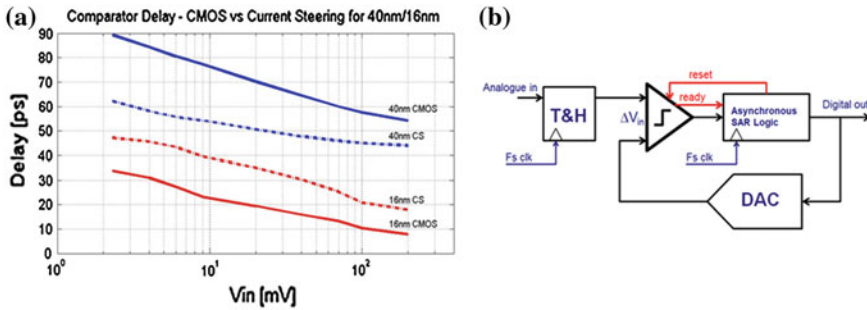 (a)
Comparator Delay - CMOS vs Current Steering for 40nm/16nm
Delay [ps]
90
80
70
60
50
40
30
20
10
0
40nm CMOS
40nm CS
16nm CS
16nm CMOS
10⁰
10¹
10²
Vin [mV]
(b)
Analogue in
T&H
Fs clk
ΔVin
reset
ready
Asynchronous
SAR Logic
Fs clk
Digital out
DAC